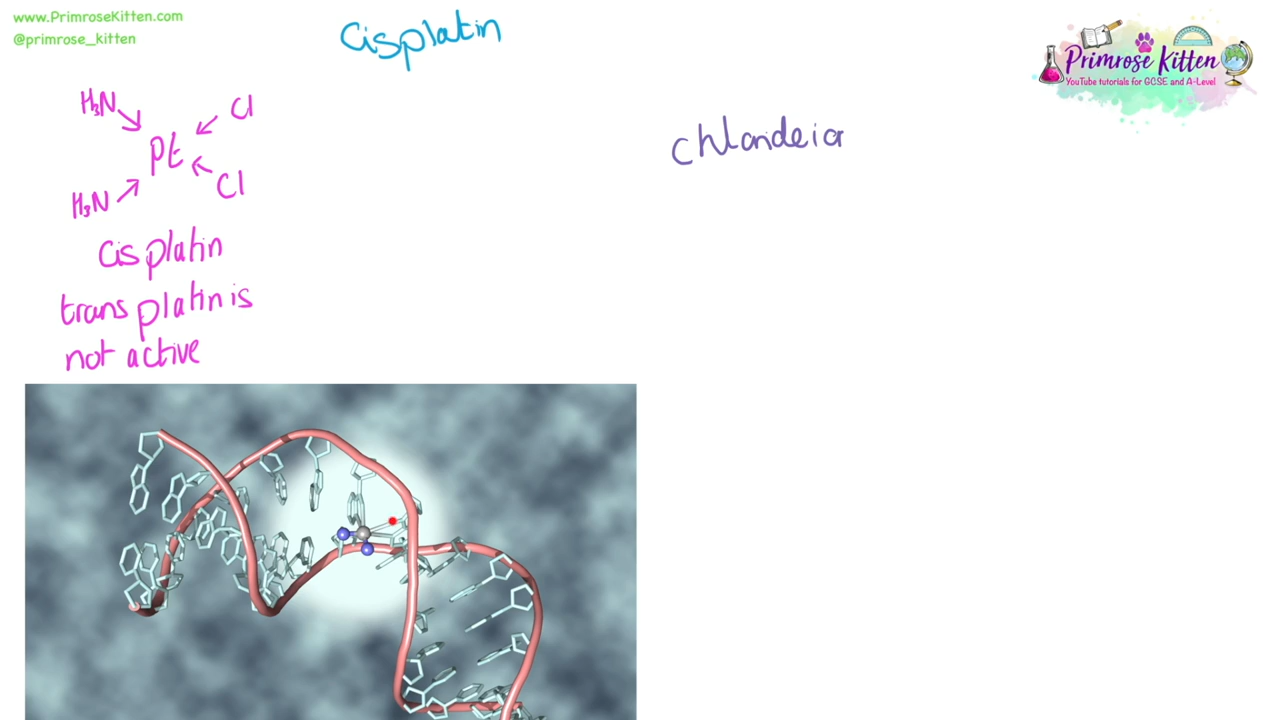 www.PrimroseKitten.com
@primrose_kitten
Cisplatin
Primrose Kitten
YouTube tutorials for GCSE and A-Level
H₃N
Cl
Pt
H₃N
Cl
cisplatin
trans platin is
not active